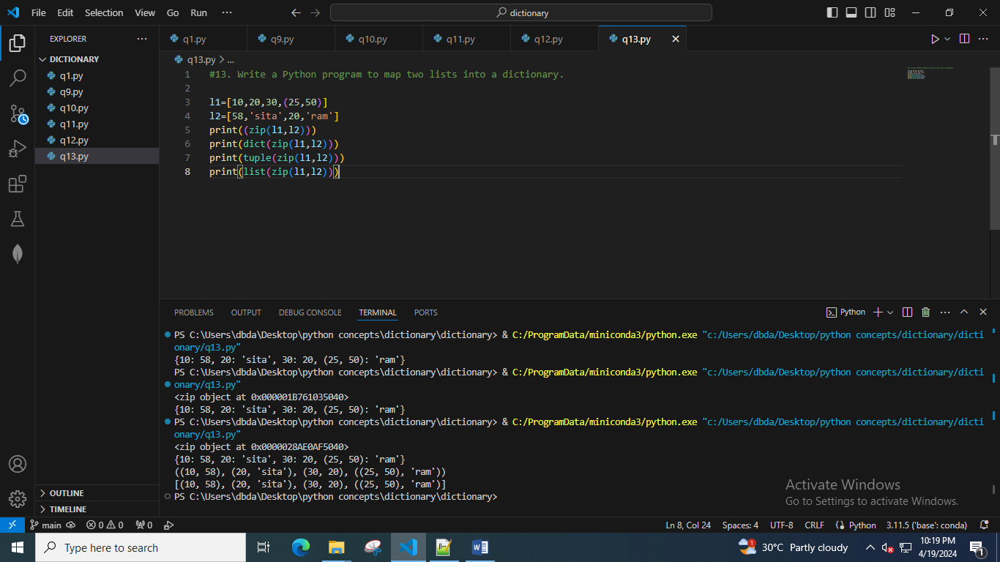 File Edit Selection View Go Run ··· dictionary
EXPLORER ···
DICTIONARY
q1.py
q9.py
q10.py
q11.py
q12.py
q13.py
OUTLINE
TIMELINE
q1.py q9.py q10.py q11.py q12.py q13.py
q13.py > ...
1 #13. Write a Python program to map two lists into a dictionary.
2
3 l1=[10,20,30,(25,50)]
4 l2=[58,'sita',20,'ram']
5 print((zip(l1,l2)))
6 print(dict(zip(l1,l2)))
7 print(tuple(zip(l1,l2)))
8 print(list(zip(l1,l2)))
PROBLEMS OUTPUT DEBUG CONSOLE TERMINAL PORTS Python
PS C:\Users\dbda\Desktop\python concepts\dictionary\dictionary> & C:/ProgramData/miniconda3/python.exe "c:/Users/dbda/Desktop/python concepts/dictionary/dicti
onary/q13.py"
{10: 58, 20: 'sita', 30: 20, (25, 50): 'ram'}
PS C:\Users\dbda\Desktop\python concepts\dictionary\dictionary> & C:/ProgramData/miniconda3/python.exe "c:/Users/dbda/Desktop/python concepts/dictionary/dicti
onary/q13.py"
<zip object at 0x000001B761035040>
{10: 58, 20: 'sita', 30: 20, (25, 50): 'ram'}
PS C:\Users\dbda\Desktop\python concepts\dictionary\dictionary> & C:/ProgramData/miniconda3/python.exe "c:/Users/dbda/Desktop/python concepts/dictionary/dicti
onary/q13.py"
<zip object at 0x0000028AE0AF5040>
{10: 58, 20: 'sita', 30: 20, (25, 50): 'ram'}
((10, 58), (20, 'sita'), (30, 20), ((25, 50), 'ram'))
[(10, 58), (20, 'sita'), (30, 20), ((25, 50), 'ram')]
PS C:\Users\dbda\Desktop\python concepts\dictionary\dictionary>
Activate Windows
Go to Settings to activate Windows.
main 0 0 0 Ln 8, Col 24 Spaces: 4 UTF-8 CRLF Python 3.11.5 ('base': conda)
Type here to search 1 30°C Partly cloudy 10:19 PM 1
4/19/2024